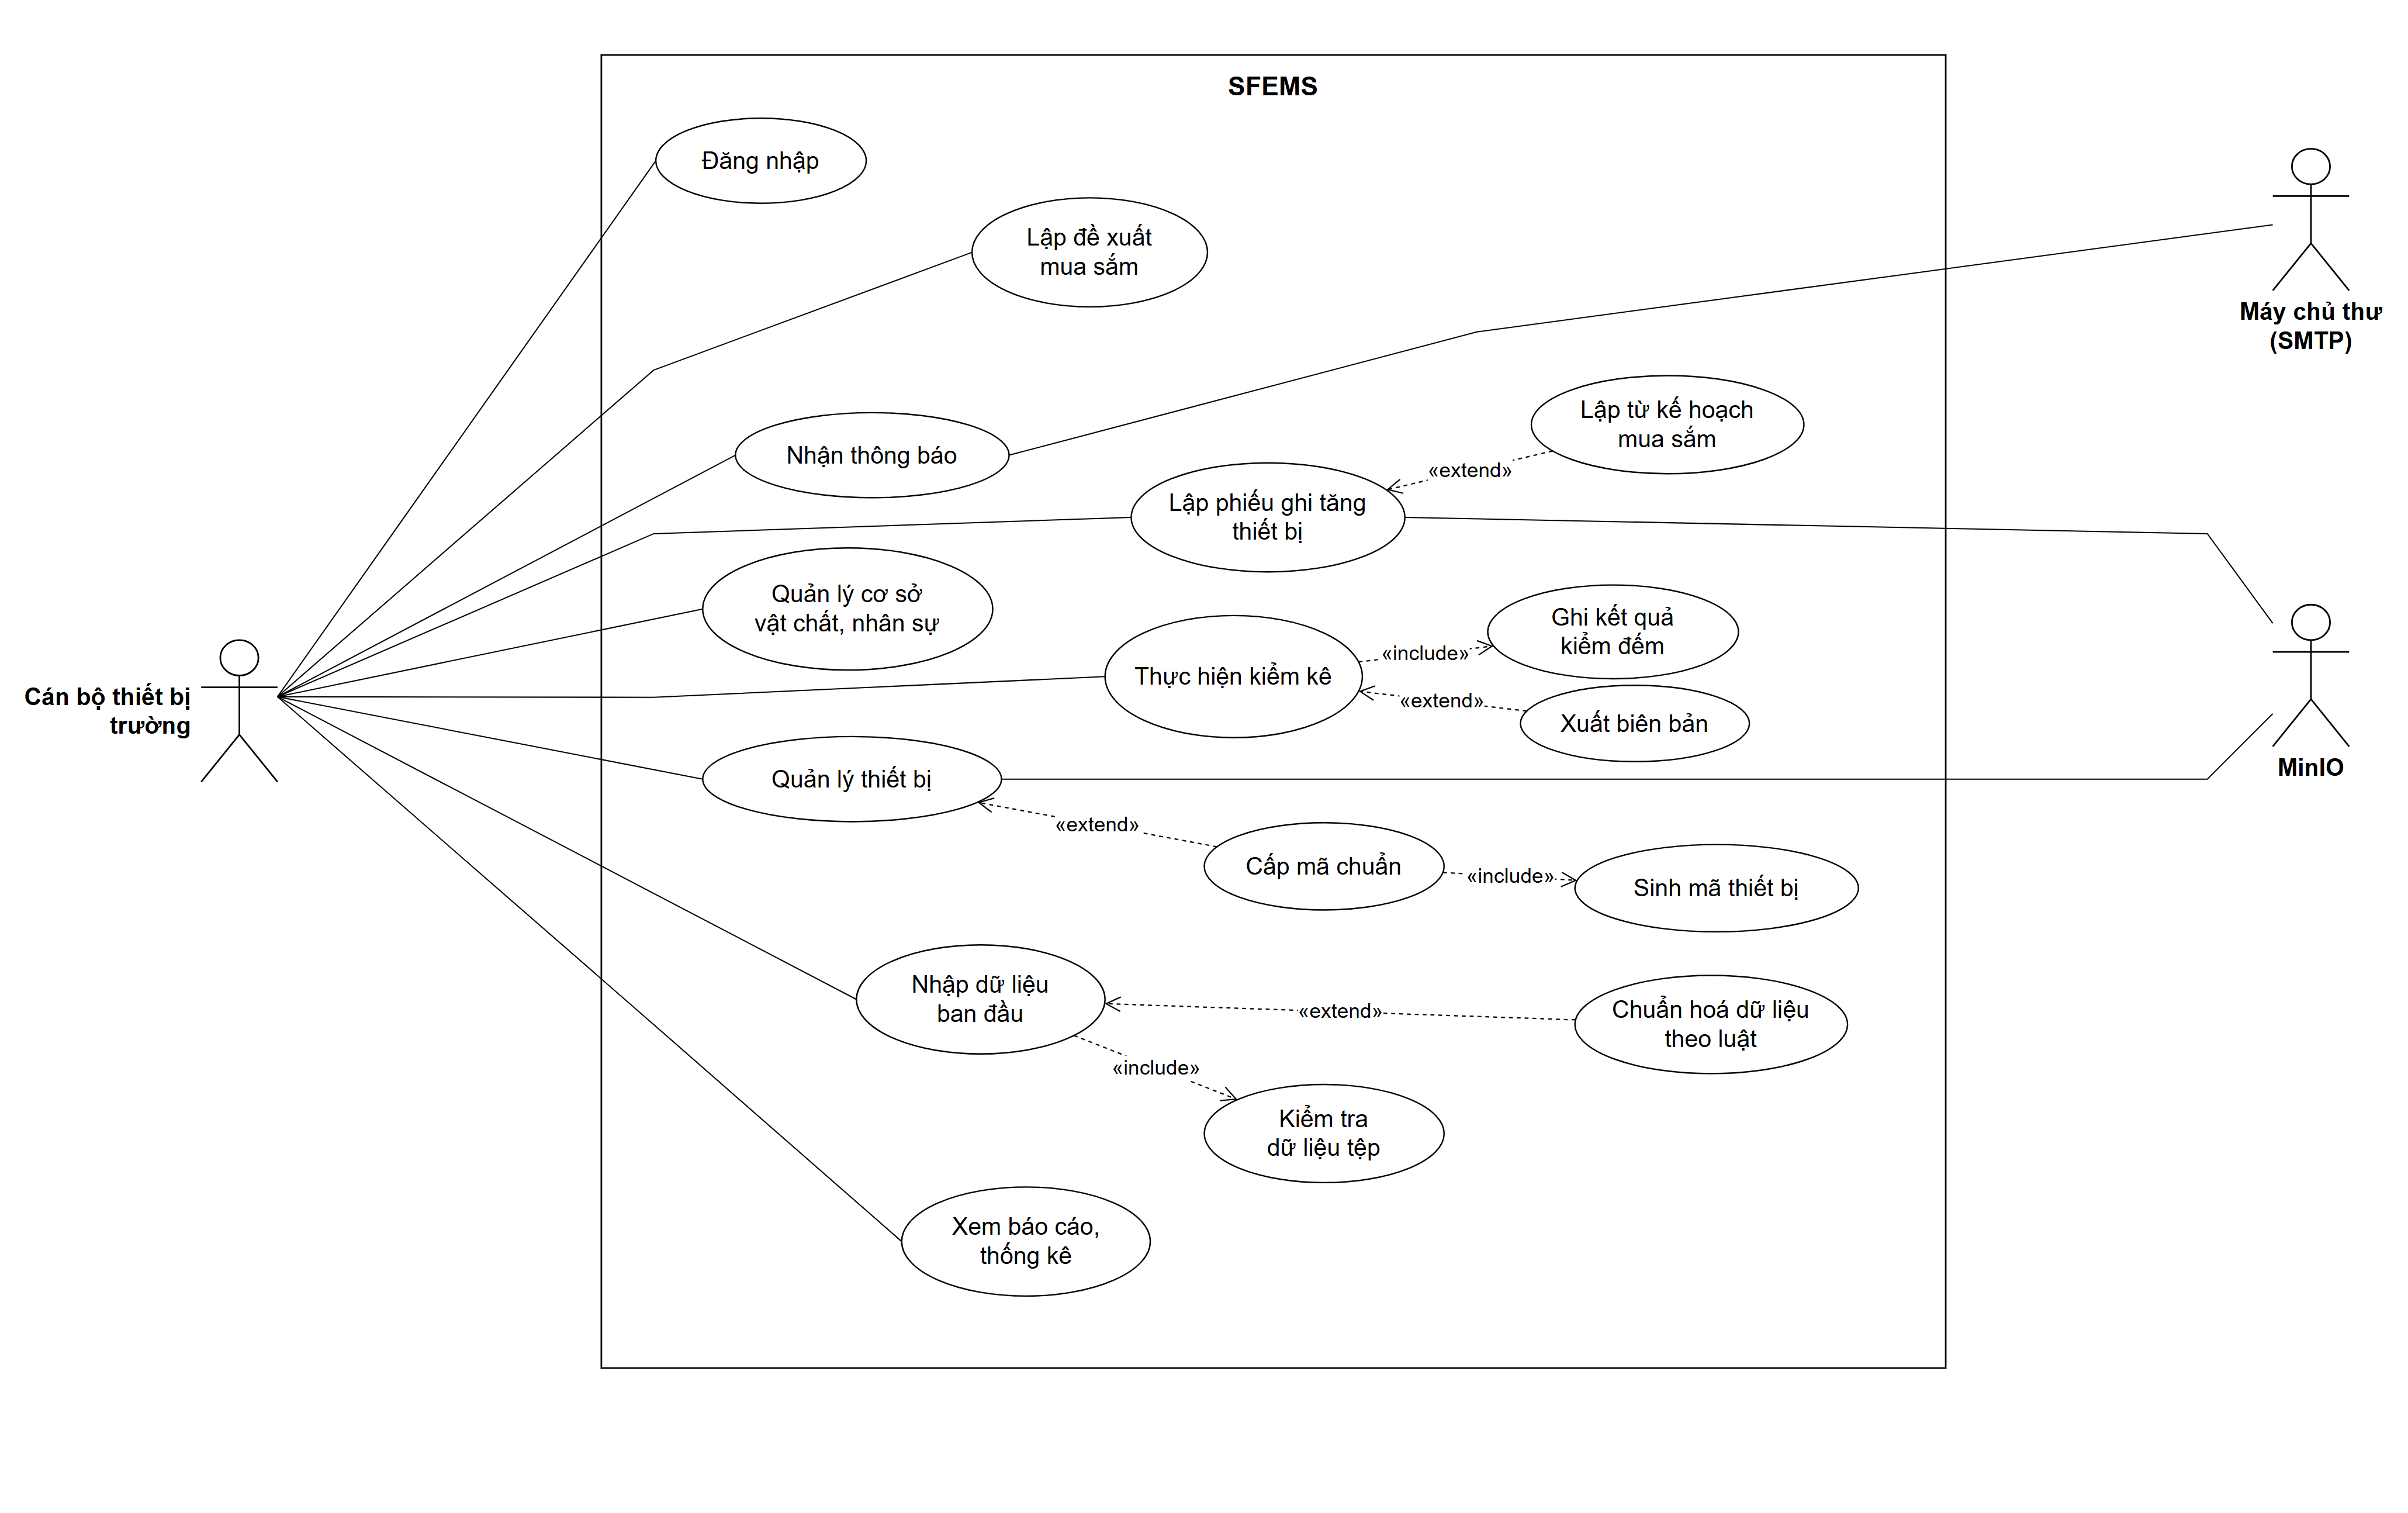 SFEMS
Đăng nhập
Lập đề xuất
mua sắm
Máy chủ thư
(SMTP)
Lập từ kế hoạch
mua sắm
Nhận thông báo
«extend»
Lập phiếu ghi tăng
thiết bị
Quản lý cơ sở
vật chất, nhân sự
Ghi kết quả
kiểm đếm
«include»
Thực hiện kiểm kê
«extend»
Xuất biên bản
Cán bộ thiết bị
trường
MinIO
Quản lý thiết bị
«extend»
Cấp mã chuẩn
«include»
Sinh mã thiết bị
Nhập dữ liệu
ban đầu
«extend»
Chuẩn hoá dữ liệu
theo luật
«include»
Kiểm tra
dữ liệu tệp
Xem báo cáo,
thống kê